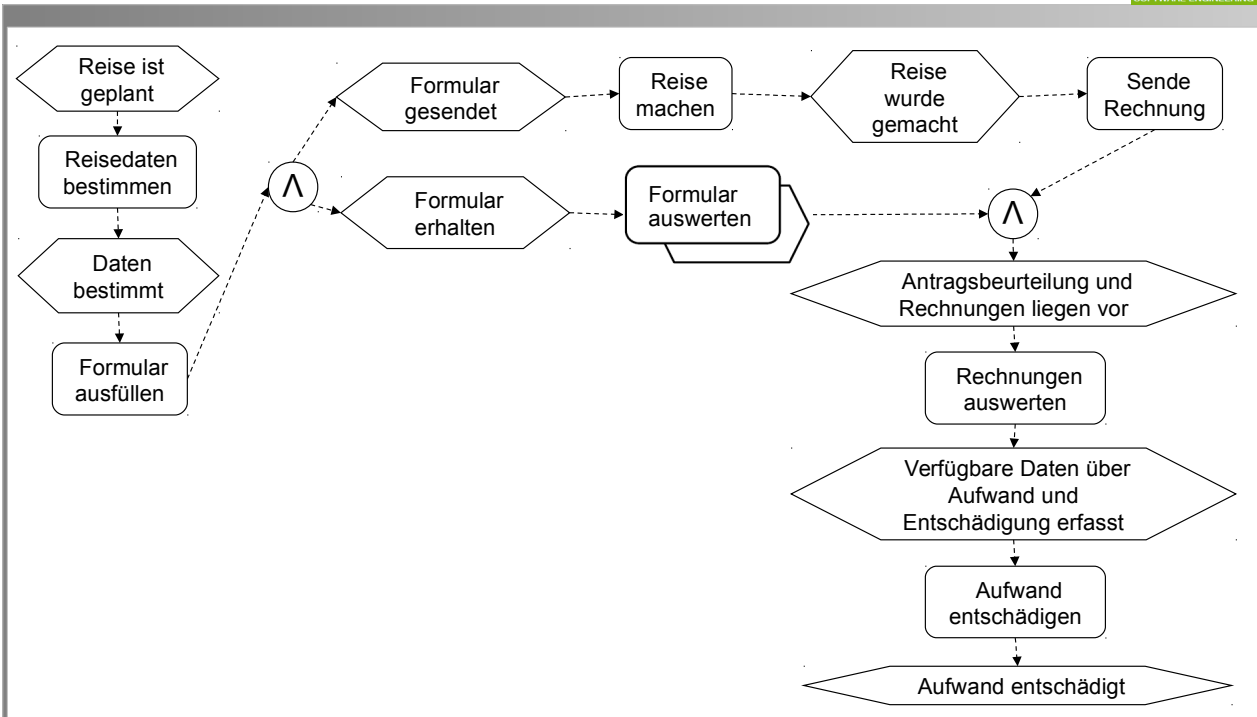 SOFTWARE ENGINEERING
Reise ist
geplant
Reisedaten
bestimmen
Daten
bestimmt
Formular
ausfüllen
Λ
Formular
gesendet
Reise
machen
Reise
wurde
gemacht
Sende
Rechnung
Formular
erhalten
Formular
auswerten
Λ
Antragsbeurteilung und
Rechnungen liegen vor
Rechnungen
auswerten
Verfügbare Daten über
Aufwand und
Entschädigung erfasst
Aufwand
entschädigen
Aufwand entschädigt